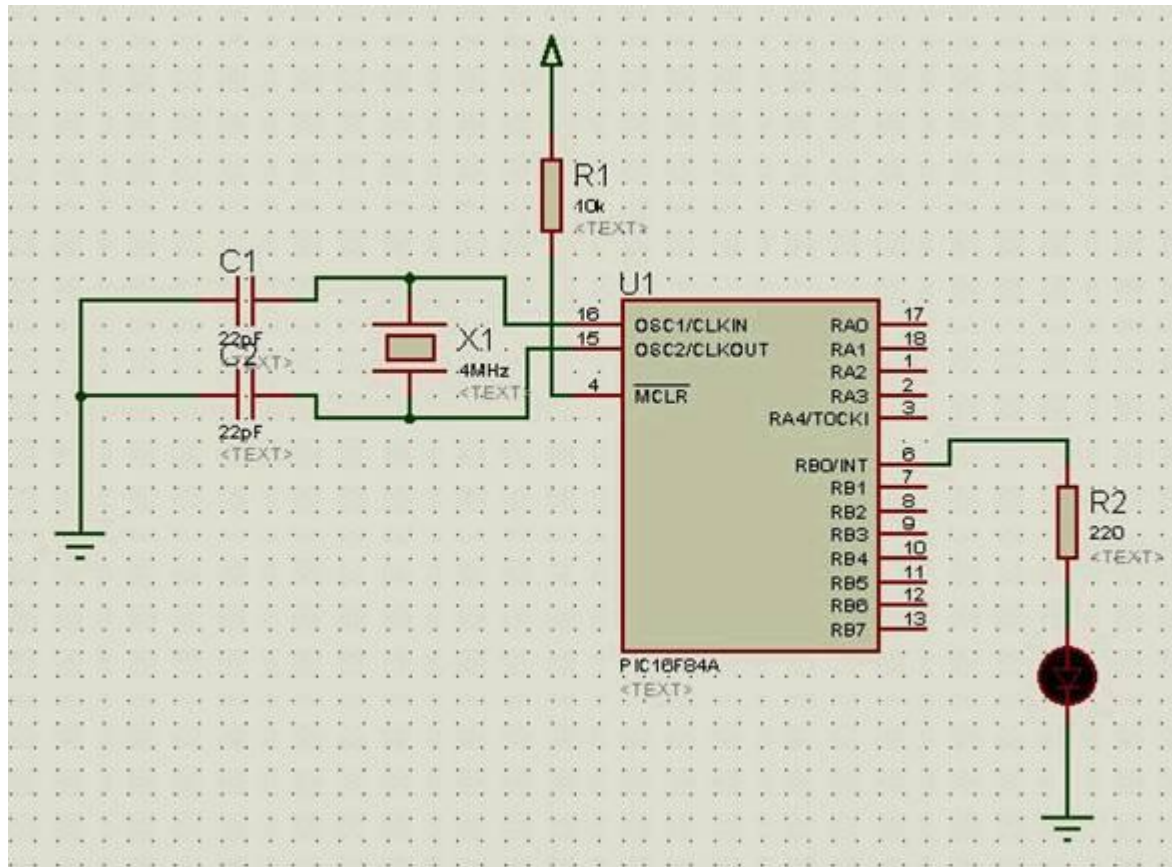 R1
10k
<TEXT>
C1
22pF
<TEXT>
C2
22pF
<TEXT>
X1
4MHz
<TEXT>
U1
16 OSC1/CLKIN
15 OSC2/CLKOUT
4 MCLR
RA0 17
RA1 18
RA2 1
RA3 2
RA4/TOCKI 3
RB0/INT 6
RB1 7
RB2 8
RB3 9
RB4 10
RB5 11
RB6 12
RB7 13
PIC16F84A
<TEXT>
R2
220
<TEXT>